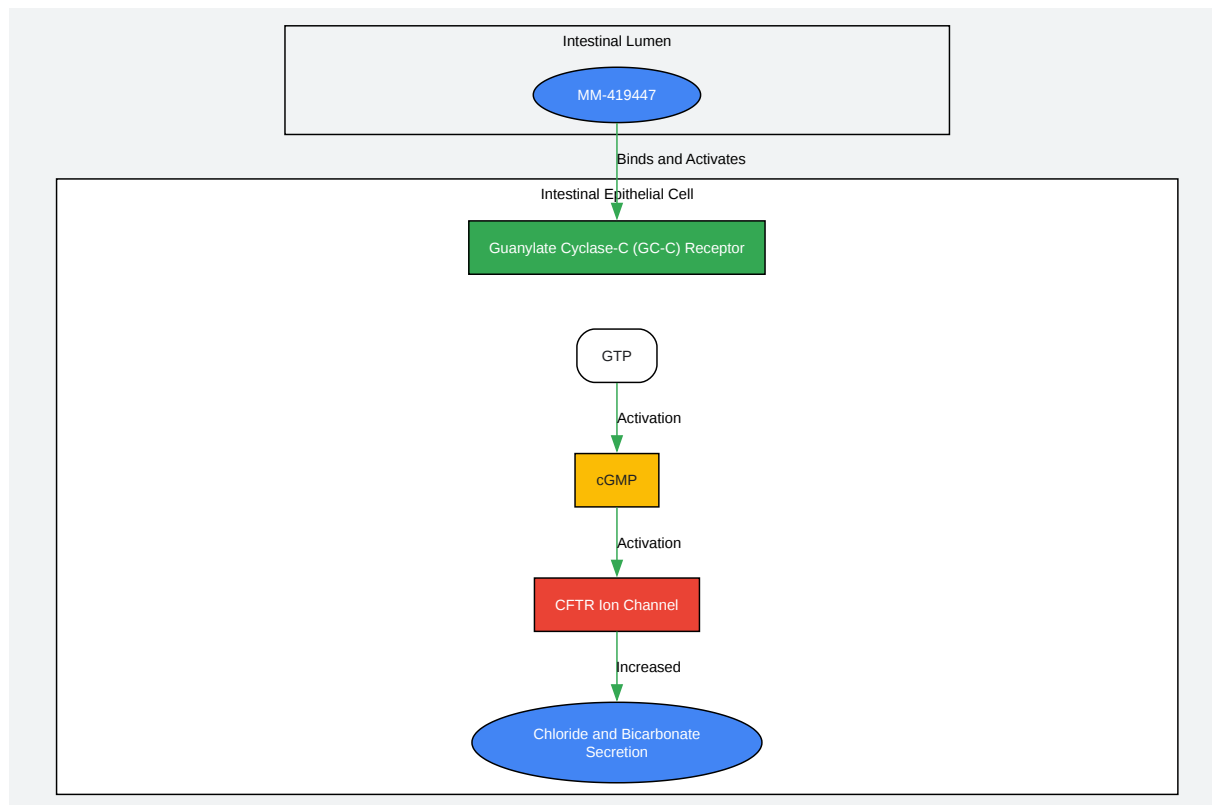 Intestinal Lumen
MM-419447
Binds and Activates
Intestinal Epithelial Cell
Guanylate Cyclase-C (GC-C) Receptor
GTP
Activation
cGMP
Activation
CFTR Ion Channel
Increased
Chloride and Bicarbonate
Secretion